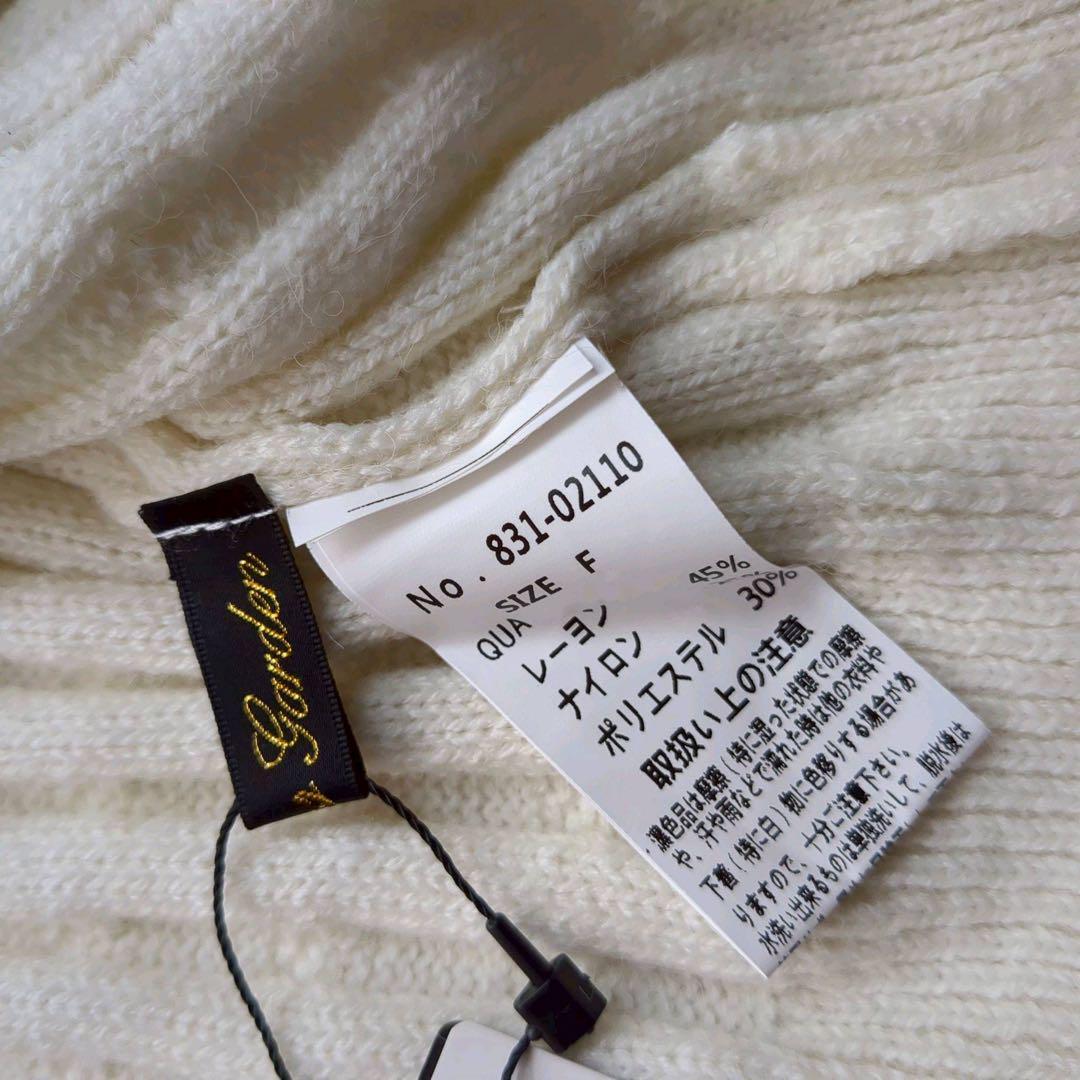 Garden
No. 831-02110
SIZE F
QUA
レーヨン 45%
ナイロン 30%
ポリエステル
取扱い上の注意
濃色品は摩擦(特に湿った状態での摩擦
や、汗や雨などで濡れた時は他の衣料や
下着(特に白)物に色移りする場合があ
りますので、十分ご注意下さい。
水洗い出来るものは単独洗いして、脱水後は